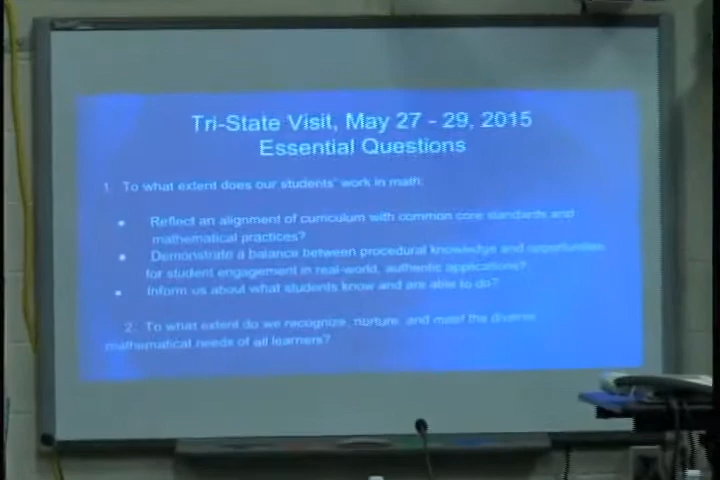 Tri-State Visit, May 27 - 29, 2015
Essential Questions
1. To what extent does our students' work in math:
• Reflect an alignment of curriculum with common core standards and
mathematical practices?
• Demonstrate a balance between procedural knowledge and opportunities
for student engagement in real-world, authentic applications?
• Inform us about what students know and are able to do?
2. To what extent do we recognize, nurture, and meet the diverse
mathematical needs of all learners?